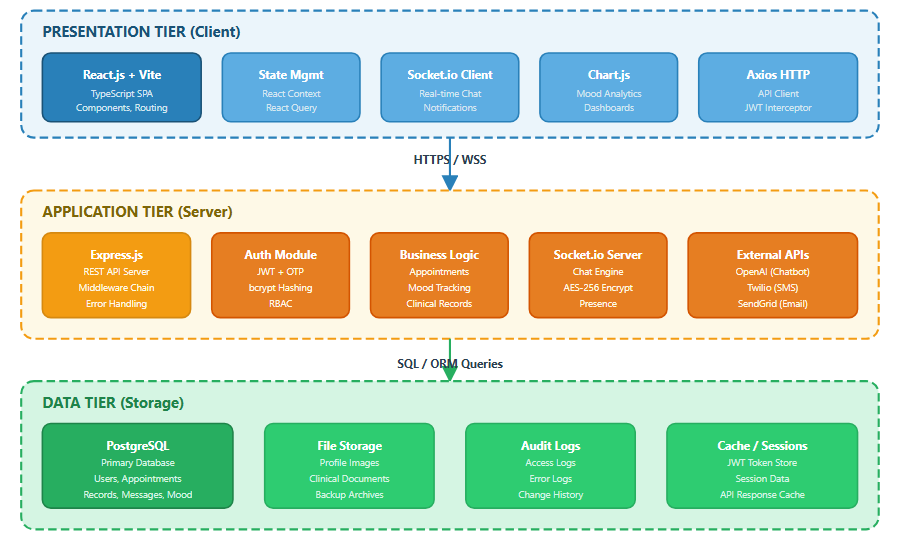 PRESENTATION TIER (Client)
React.js + Vite
TypeScript SPA
Components, Routing
State Mgmt
React Context
React Query
Socket.io Client
Real-time Chat
Notifications
Chart.js
Mood Analytics
Dashboards
Axios HTTP
API Client
JWT Interceptor
HTTPS / WSS
APPLICATION TIER (Server)
Express.js
REST API Server
Middleware Chain
Error Handling
Auth Module
JWT + OTP
bcrypt Hashing
RBAC
Business Logic
Appointments
Mood Tracking
Clinical Records
Socket.io Server
Chat Engine
AES-256 Encrypt
Presence
External APIs
OpenAI (Chatbot)
Twilio (SMS)
SendGrid (Email)
SQL / ORM Queries
DATA TIER (Storage)
PostgreSQL
Primary Database
Users, Appointments
Records, Messages, Mood
File Storage
Profile Images
Clinical Documents
Backup Archives
Audit Logs
Access Logs
Error Logs
Change History
Cache / Sessions
JWT Token Store
Session Data
API Response Cache